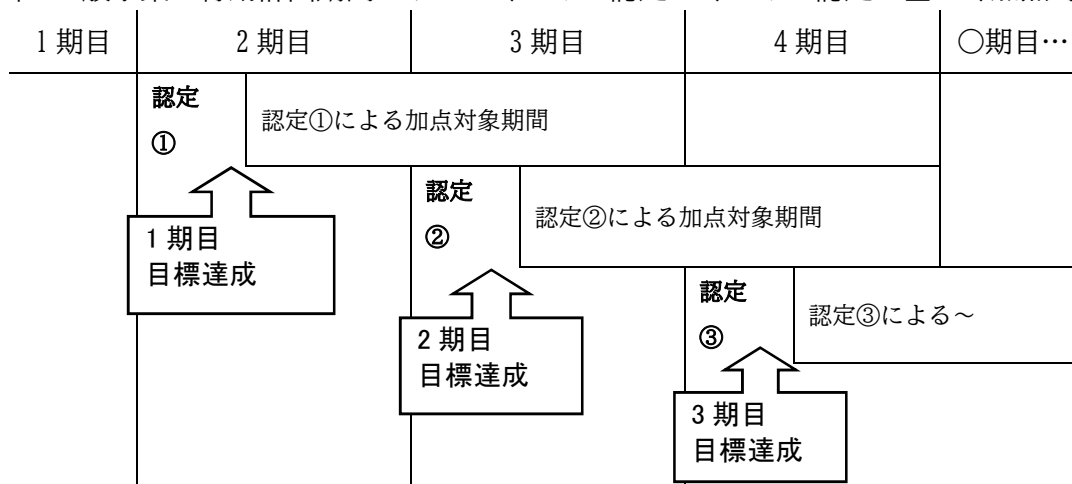 1 期目
2 期目
3 期目
4 期目
〇期目…
認定
①
認定①による加点対象期間
1 期目
目標達成
認定
②
認定②による加点対象期間
2 期目
目標達成
認定
③
認定③による～
3 期目
目標達成